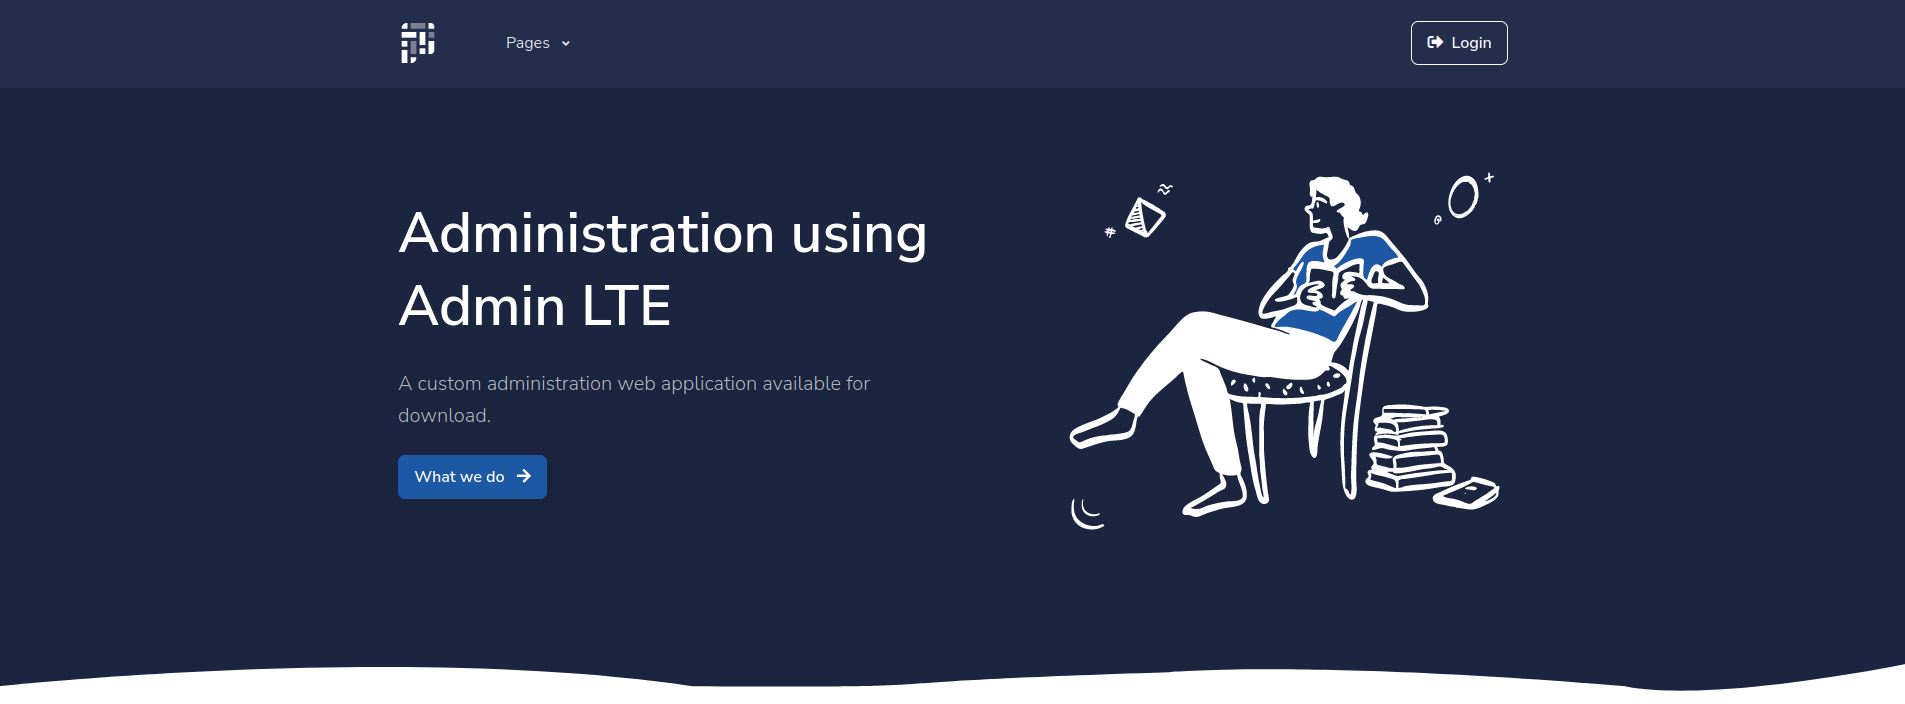 Pages
Login
Administration using
Admin LTE
A custom administration web application available for
download.
What we do